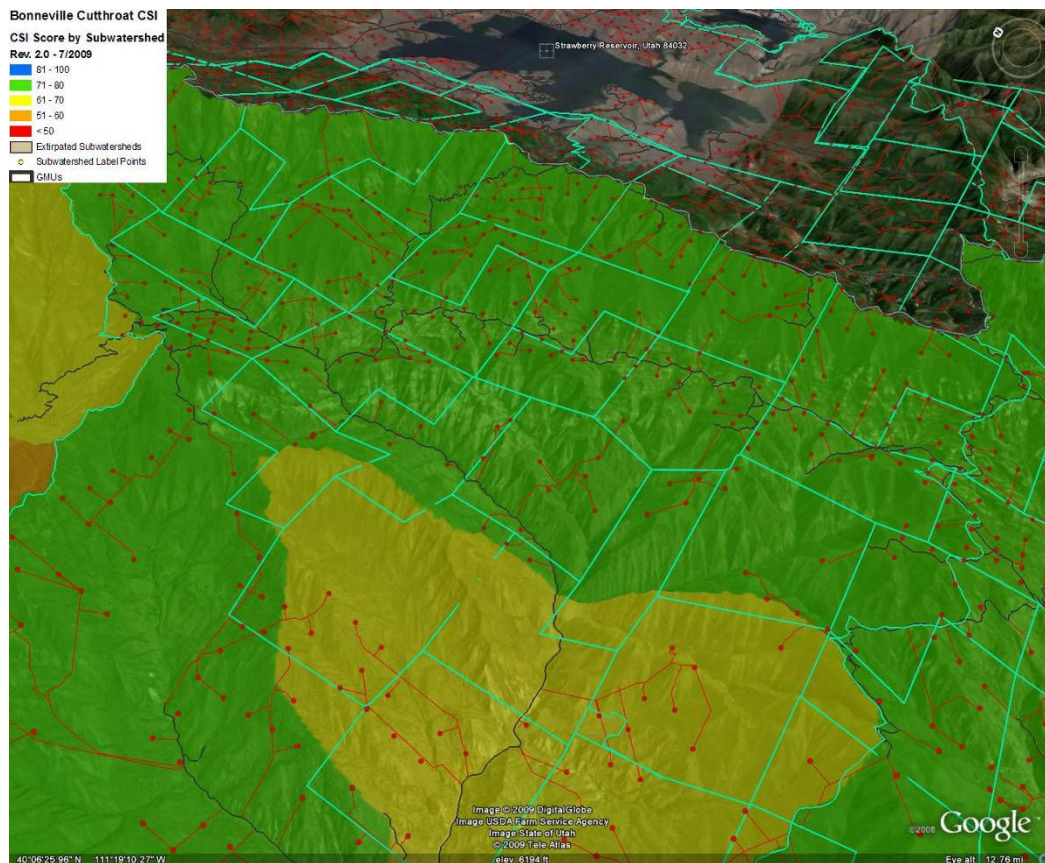 Bonneville Cutthroat CSI
CSI Score by Subwatershed
Rev. 2.0 - 7/2009
81 - 100
71 - 80
61 - 70
51 - 60
< 50
Extirpated Subwatersheds
Subwatershed Label Points
GMUs
Strawberry Reservoir, Utah 84032
Image © 2009 DigitalGlobe
Image USDA Farm Service Agency
Image State of Utah
© 2009 Tele Atlas
©2008 Google™
40°06'25.96" N 111°19'10.27" W
elev 6194 ft
Eye alt 12.76 mi